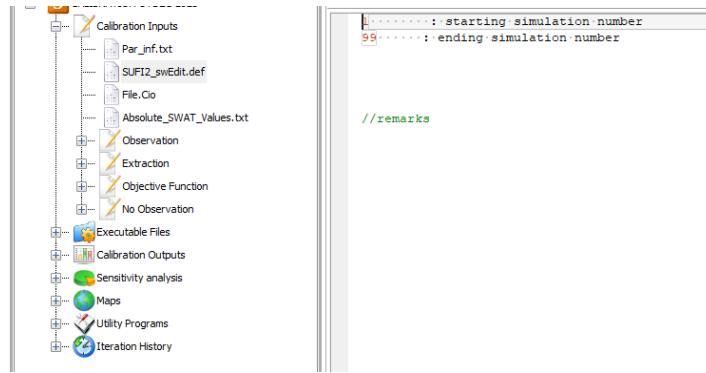 Calibration Inputs
Par_inf.txt
SUFI2_swEdit.def
File.Cio
Absolute_SWAT_Values.txt
Observation
Extraction
Objective Function
No Observation
Executable Files
Calibration Outputs
Sensitivity analysis
Maps
Utility Programs
Iteration History
1········:·starting·simulation·number
99······:·ending·simulation·number
//remarks